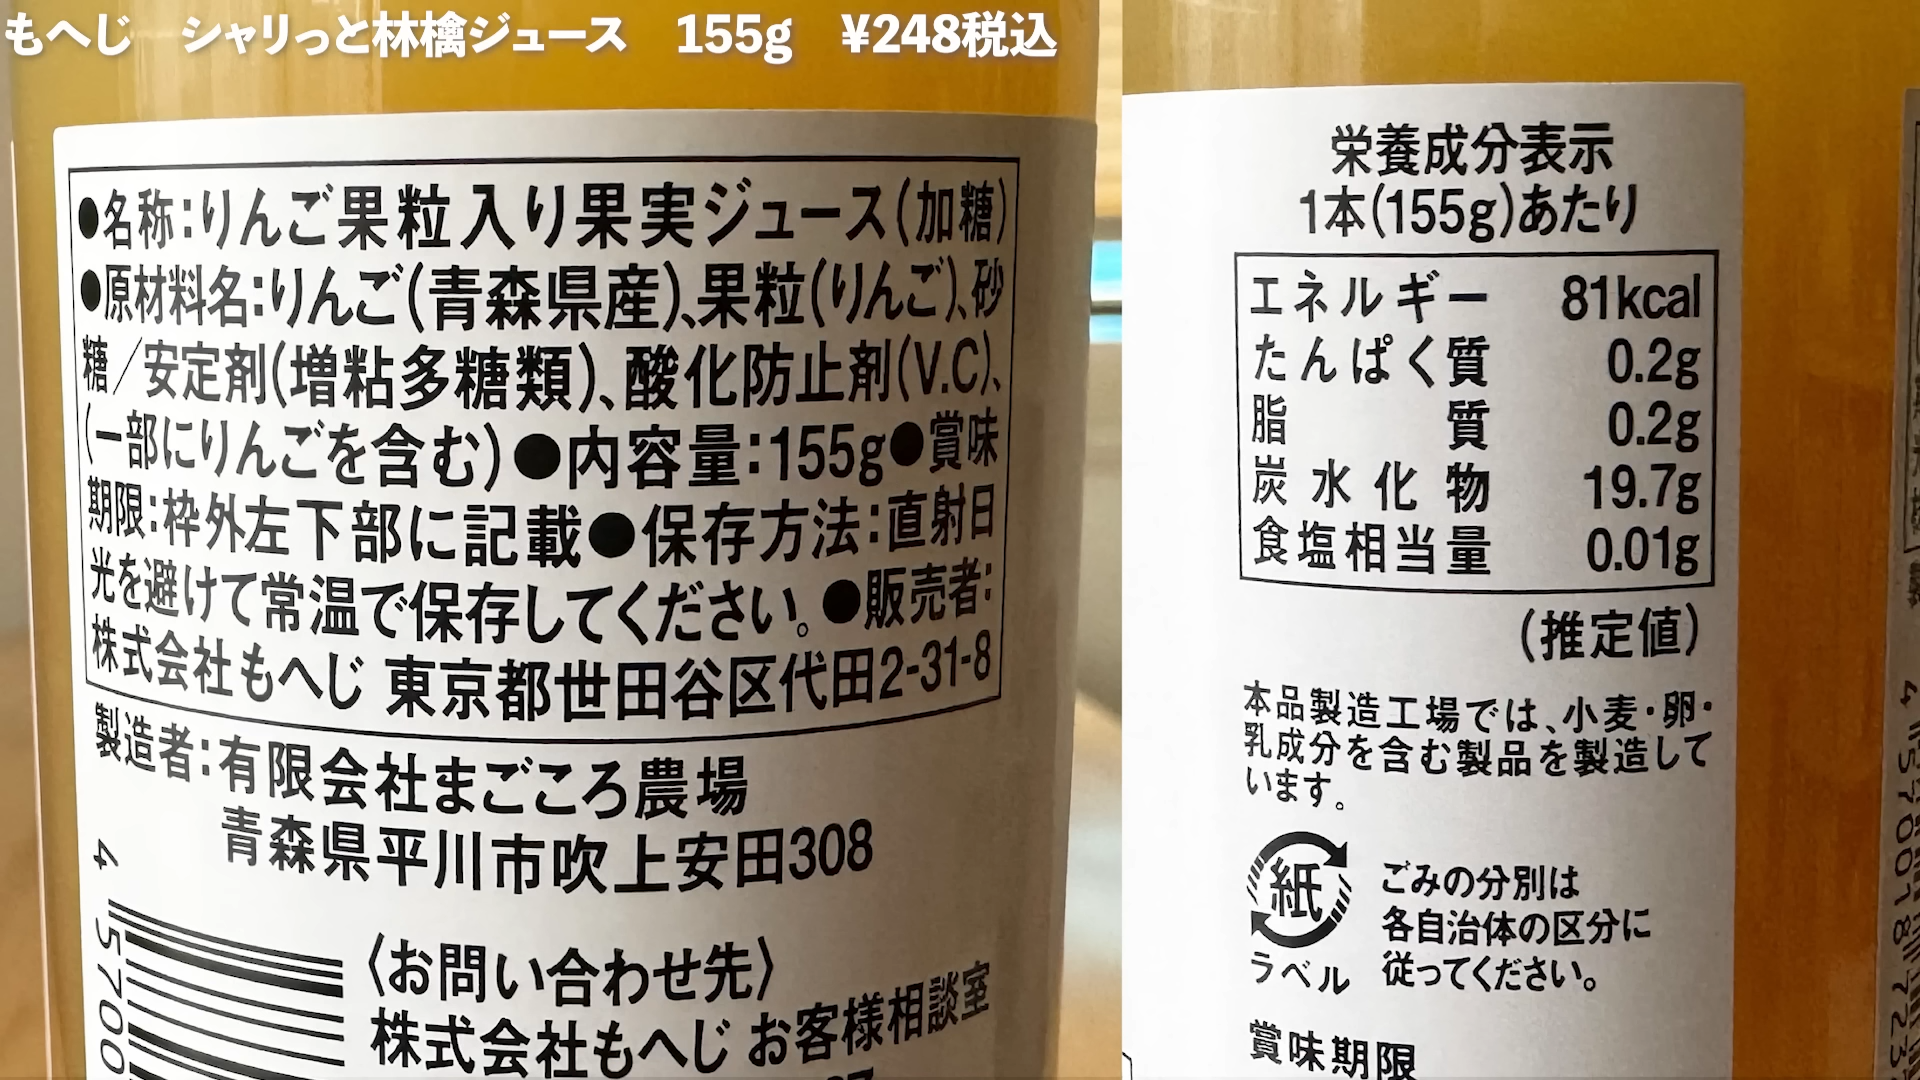 もへじ　シャリっと林檎ジュース　155g　¥248税込
●名称:りんご果粒入り果実ジュース(加糖)
●原材料名:りんご(青森県産)、果粒(りんご)、砂
糖/安定剤(増粘多糖類)、酸化防止剤(V.C)、
(一部にりんごを含む)●内容量:155g●賞味
期限:枠外左下部に記載●保存方法:直射日
光を避けて常温で保存してください。●販売者:
株式会社もへじ 東京都世田谷区代田2-31-8
製造者:有限会社まごころ農場
青森県平川市吹上安田308
〈お問い合わせ先〉
株式会社もへじ お客様相談室
4 5700
栄養成分表示
1本(155g)あたり
エネルギー 81kcal
たんぱく質 0.2g
脂質 0.2g
炭水化物 19.7g
食塩相当量 0.01g
(推定値)
本品製造工場では、小麦・卵・
乳成分を含む製品を製造して
います。
紙
ラベル
ごみの分別は
各自治体の区分に
従ってください。
賞味期限